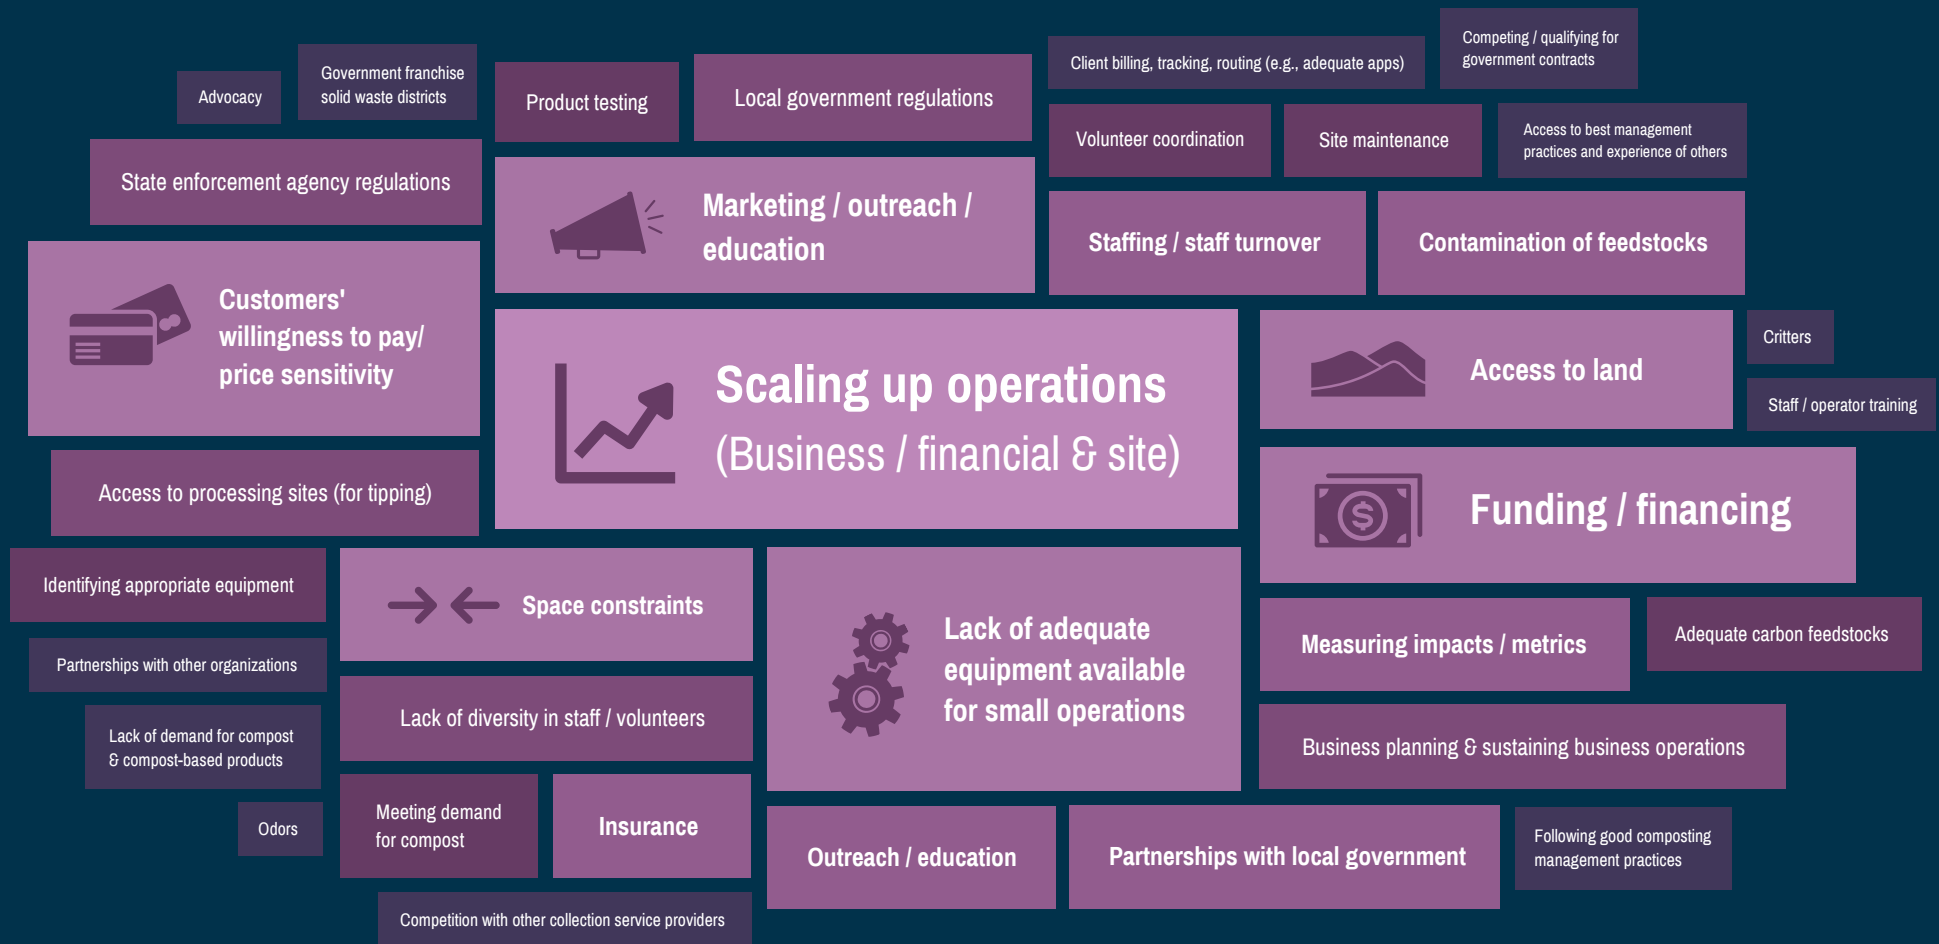 Advocacy
Government franchise
solid waste districts
Product testing
Local government regulations
Client billing, tracking, routing (e.g., adequate apps)
Competing / qualifying for
government contracts
State enforcement agency regulations
Volunteer coordination
Site maintenance
Access to best management
practices and experience of others
Marketing / outreach /
education
Staffing / staff turnover
Contamination of feedstocks
Customers'
willingness to pay/
price sensitivity
Scaling up operations
(Business / financial & site)
Access to land
Critters
Staff / operator training
Access to processing sites (for tipping)
Funding / financing
Identifying appropriate equipment
Space constraints
Lack of adequate
equipment available
for small operations
Measuring impacts / metrics
Adequate carbon feedstocks
Partnerships with other organizations
Lack of diversity in staff / volunteers
Business planning & sustaining business operations
Lack of demand for compost
& compost-based products
Odors
Meeting demand
for compost
Insurance
Outreach / education
Partnerships with local government
Following good composting
management practices
Competition with other collection service providers